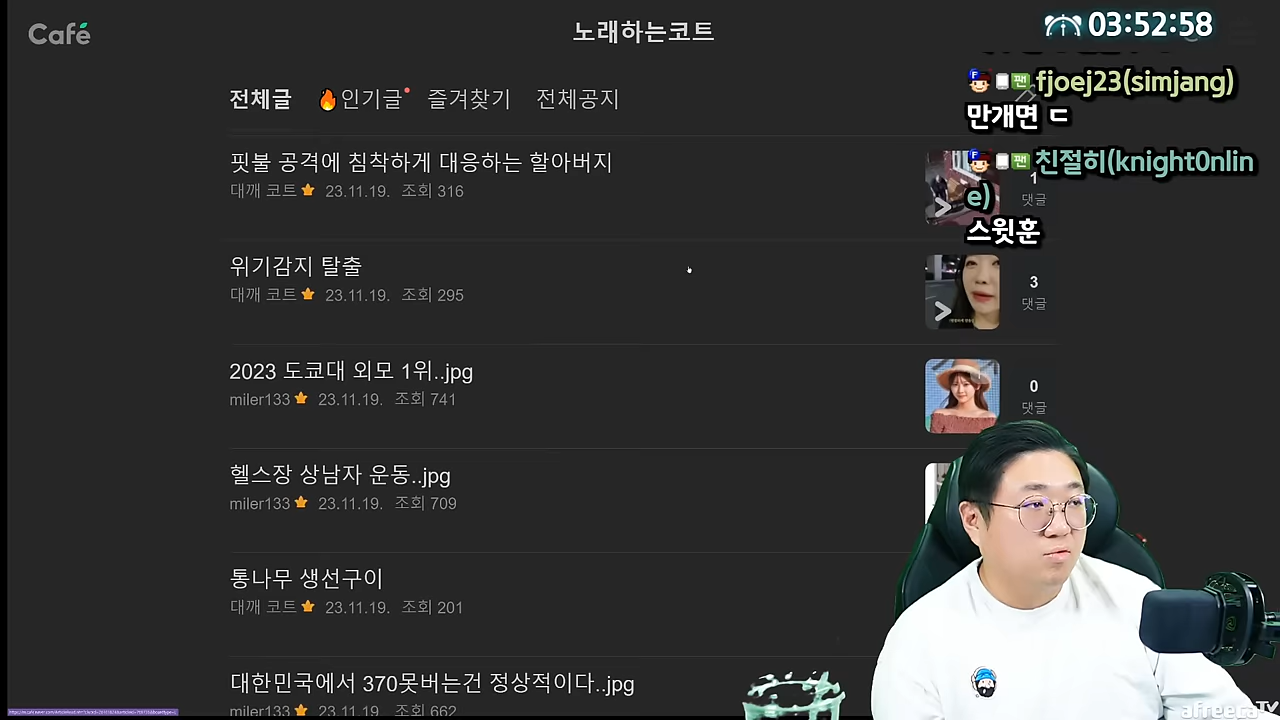 Café
노래하는코트
03:52:58
전체글 인기글 즐겨찾기 전체공지
fjoej23(simjang)
만개면 ㄷ
친절히(knight0nlin
e)
스윗훈
핏불 공격에 침착하게 대응하는 할아버지
대깨 코트 23.11.19. 조회 316
1
댓글
위기감지 탈출
대깨 코트 23.11.19. 조회 295
3
댓글
2023 도쿄대 외모 1위..jpg
miler133 23.11.19. 조회 741
0
댓글
헬스장 상남자 운동..jpg
miler133 23.11.19. 조회 709
통나무 생선구이
대깨 코트 23.11.19. 조회 201
대한민국에서 370못버는건 정상적이다..jpg
miler133 23.11.19. 조회 662
afreecaTV